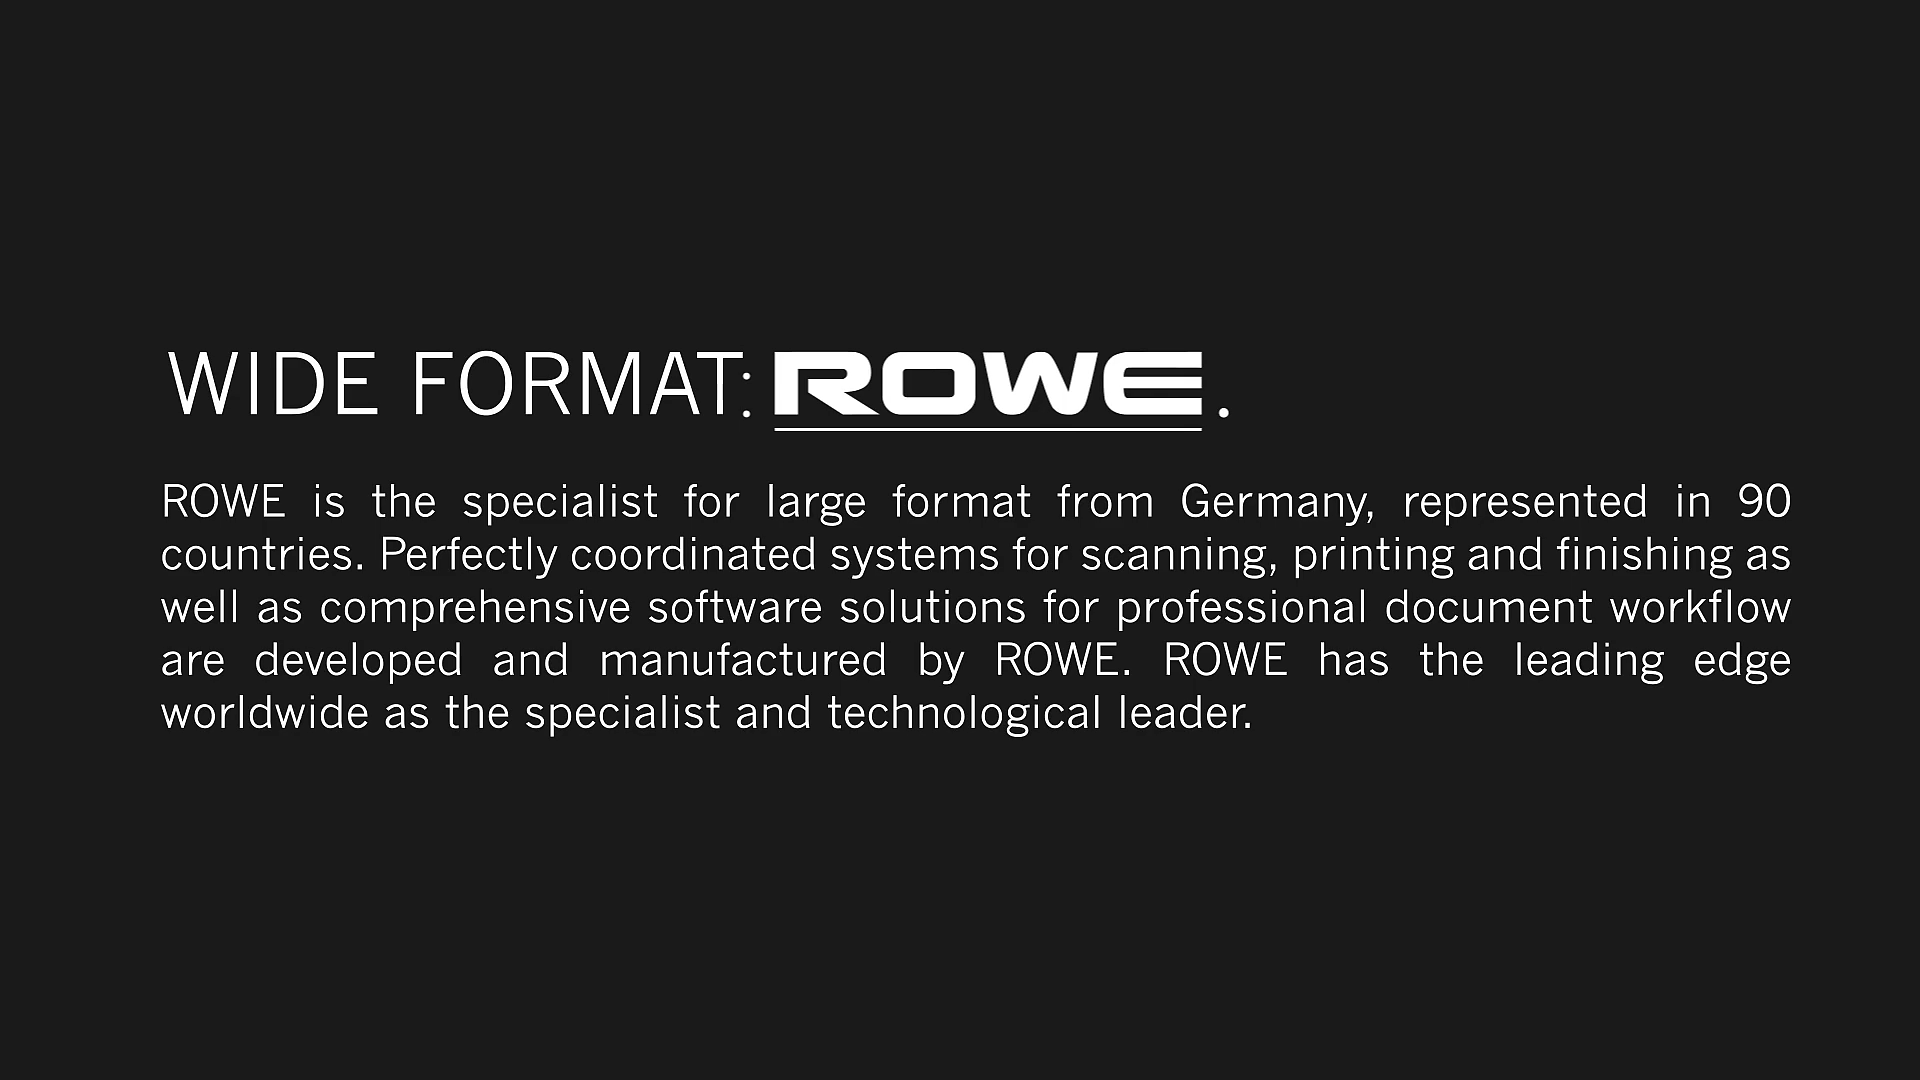 WIDE FORMAT: ROWE.
ROWE is the specialist for large format from Germany, represented in 90
countries. Perfectly coordinated systems for scanning, printing and finishing as
well as comprehensive software solutions for professional document workflow
are developed and manufactured by ROWE. ROWE has the leading edge
worldwide as the specialist and technological leader.